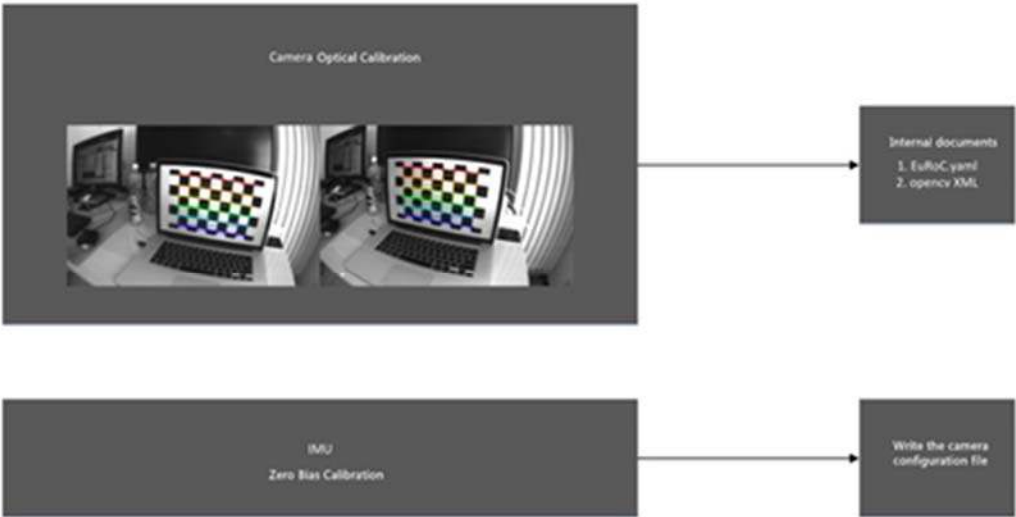 Camera Optical Calibration
Internal documents
1. EuRoC.yaml
2. opencv XML
IMU
Zero Bias Calibration
Write the camera
configuration file